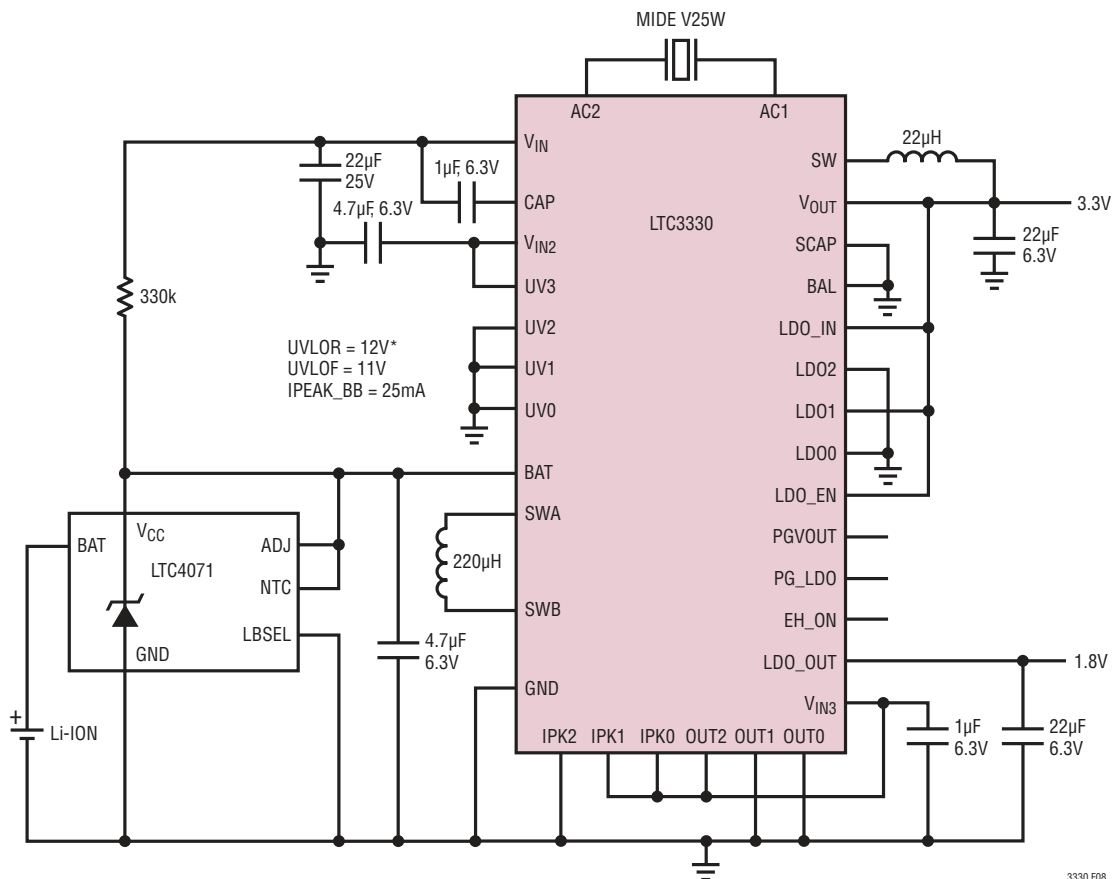 MIDE V25W
AC2
AC1
LTC3330
VIN
CAP
VIN2
UV3
UV2
UV1
UV0
BAT
SWA
SWB
GND
SW
VOUT
SCAP
BAL
LDO_IN
LDO2
LDO1
LDO0
LDO_EN
PGVOUT
PG_LDO
EH_ON
LDO_OUT
VIN3
IPK2
IPK1
IPK0
OUT2
OUT1
OUT0
22µF
25V
1µF, 6.3V
4.7µF, 6.3V
330k
UVLOR = 12V*
UVLOF = 11V
IPEAK_BB = 25mA
22µH
3.3V
22µF
6.3V
BAT
VCC
ADJ
LTC4071
NTC
LBSEL
GND
220µH
4.7µF
6.3V
+
Li-ION
1.8V
1µF
6.3V
22µF
6.3V
3330 F08